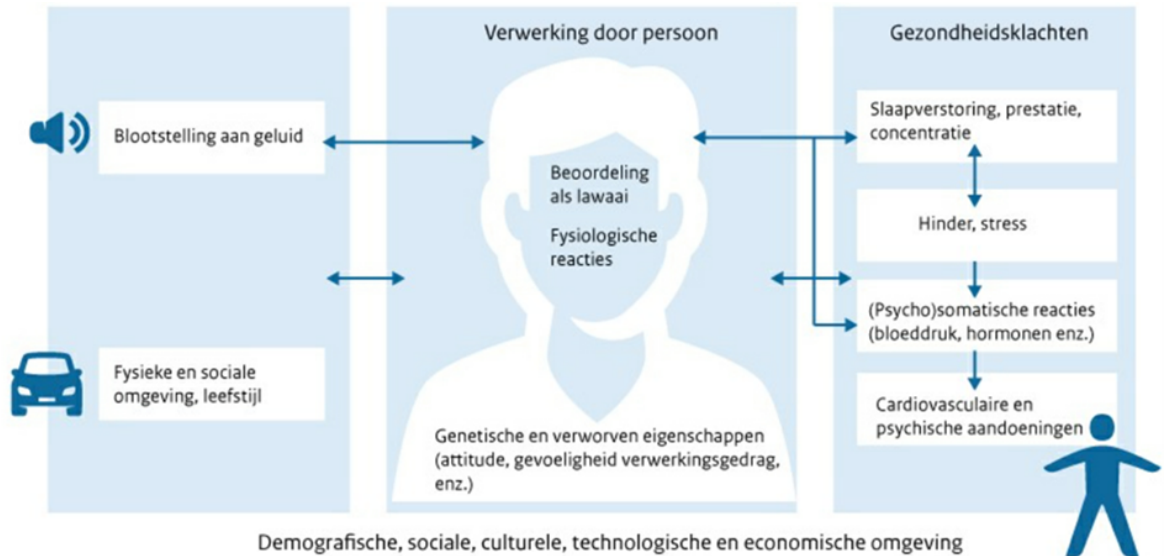 Verwerking door persoon
Gezondheidsklachten
Blootstelling aan geluid
Beoordeling
als lawaai
Fysiologische
reacties
Slaapverstoring, prestatie,
concentratie
Hinder, stress
(Psycho)somatische reacties
(bloeddruk, hormonen enz.)
Fysieke en sociale
omgeving, leefstijl
Genetische en verworven eigenschappen
(attitude, gevoeligheid verwerkingsgedrag,
enz.)
Cardiovasculaire en
psychische aandoeningen
Demografische, sociale, culturele, technologische en economische omgeving